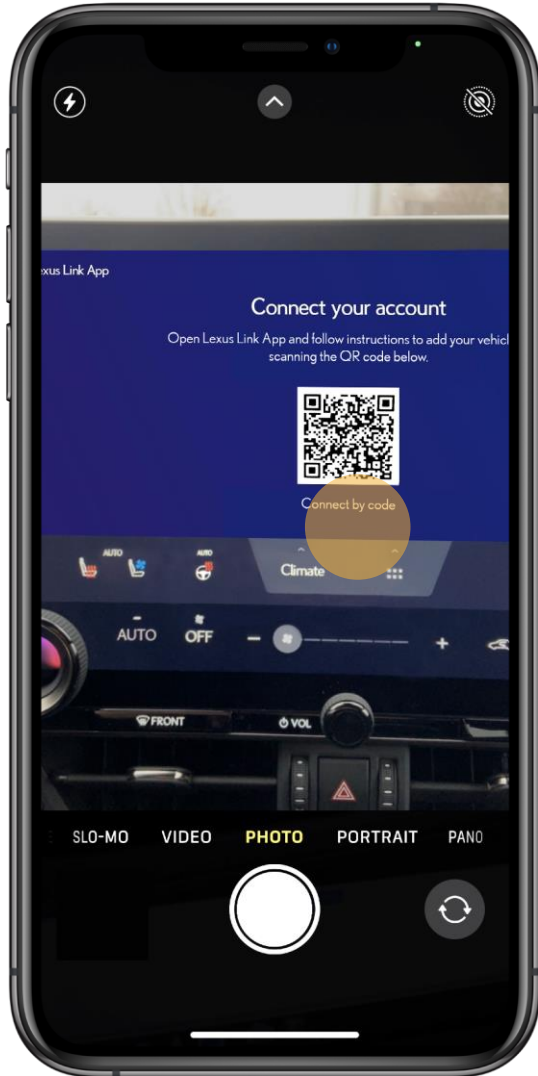 xus Link App
Connect your account
Open Lexus Link App and follow instructions to add your vehicl
scanning the QR code below.
Connect by code
AUTO
AUTO
Climate
AUTO
OFF
FRONT
VOL
SLO-MO VIDEO PHOTO PORTRAIT PANO